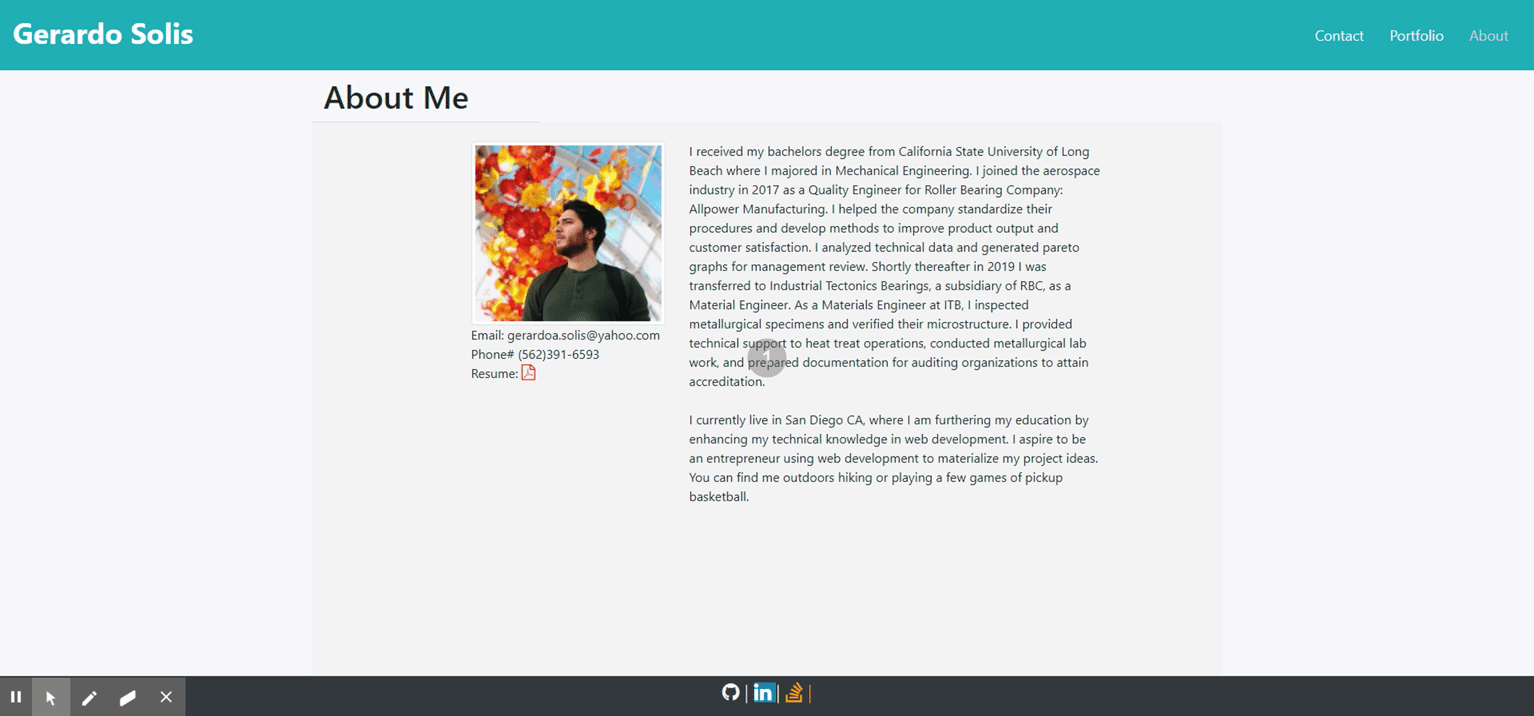 Gerardo Solis
Contact
Portfolio
About
About Me
I received my bachelors degree from California State University of Long
Beach where I majored in Mechanical Engineering. I joined the aerospace
industry in 2017 as a Quality Engineer for Roller Bearing Company:
Allpower Manufacturing. I helped the company standardize their
procedures and develop methods to improve product output and
customer satisfaction. I analyzed technical data and generated pareto
graphs for management review. Shortly thereafter in 2019 I was
transferred to Industrial Tectonics Bearings, a subsidiary of RBC, as a
Material Engineer. As a Materials Engineer at ITB, I inspected
metallurgical specimens and verified their microstructure. I provided
technical support to heat treat operations, conducted metallurgical lab
work, and prepared documentation for auditing organizations to attain
accreditation.
1
I currently live in San Diego CA, where I am furthering my education by
enhancing my technical knowledge in web development. I aspire to be
an entrepreneur using web development to materialize my project ideas.
You can find me outdoors hiking or playing a few games of pickup
basketball.
Email: gerardoa.solis@yahoo.com
Phone# (562)391-6593
Resume:
| in | |